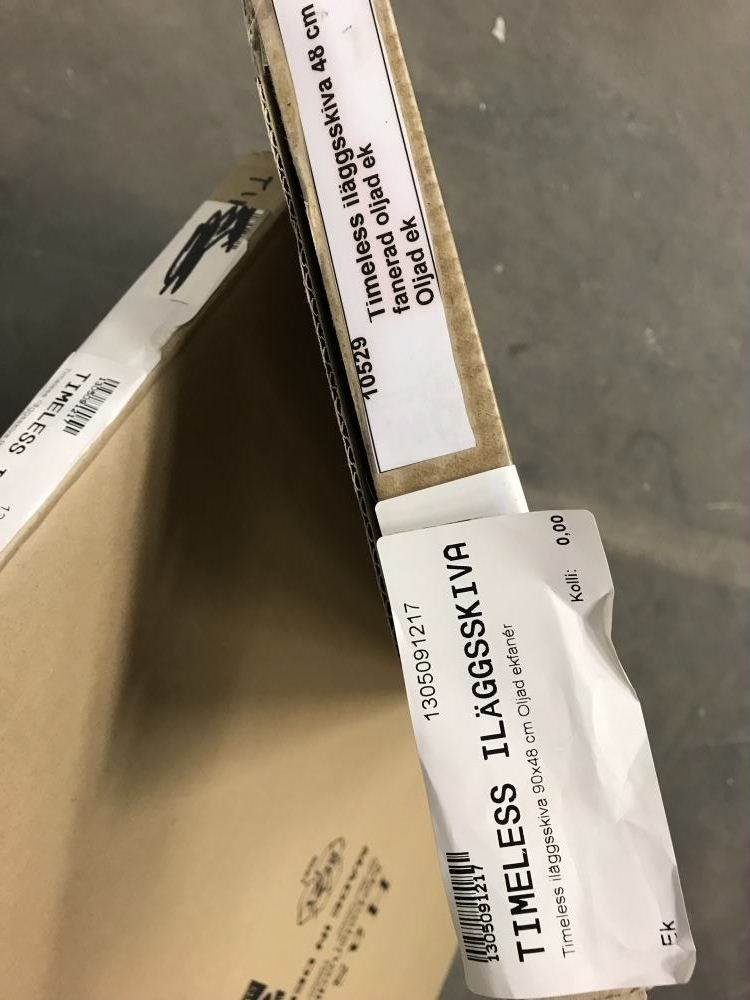 10529
Timeless iläggsskiva 48 cm
fanerad oljad ek
Oljad ek
1305091217
1305091217
TIMELESS ILÄGGSSKIVA
Timeless iläggsskiva 90x48 cm Oljad ekfanér
Kolli: 0,00
Ek
1305091217
TIMELESS